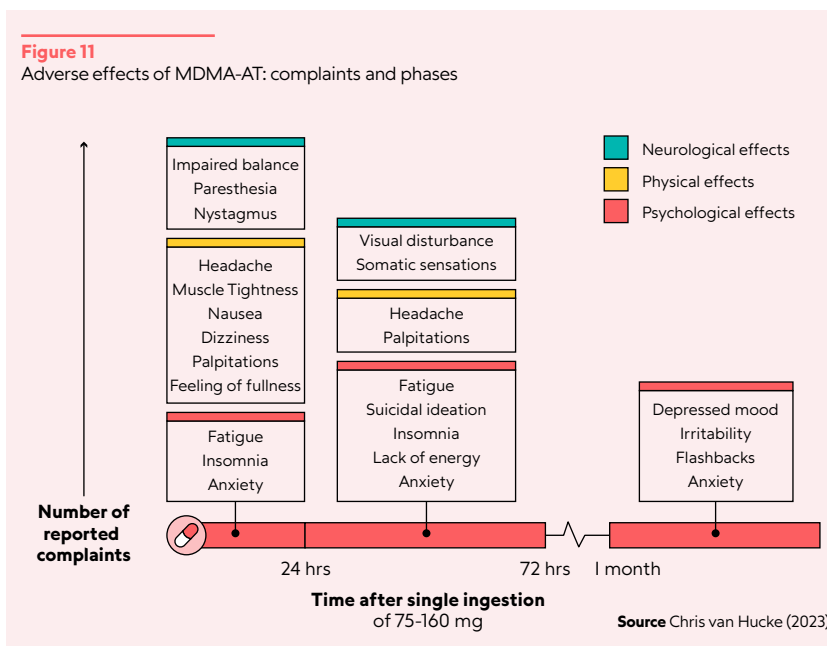 Figure 11
Adverse effects of MDMA-AT: complaints and phases
Neurological effects
Physical effects
Psychological effects
Impaired balance
Paresthesia
Nystagmus
Headache
Muscle Tightness
Nausea
Dizziness
Palpitations
Feeling of fullness
Fatigue
Insomnia
Anxiety
Visual disturbance
Somatic sensations
Headache
Palpitations
Fatigue
Suicidal ideation
Insomnia
Lack of energy
Anxiety
Depressed mood
Irritability
Flashbacks
Anxiety
Number of
reported
complaints
24 hrs
72 hrs
1 month
Time after single ingestion
of 75-160 mg
Source Chris van Hucke (2023)